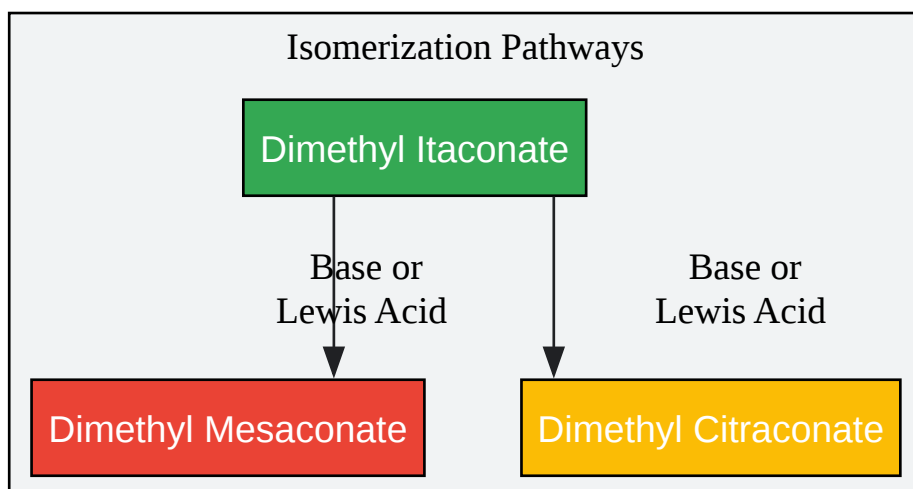 Isomerization Pathways
Dimethyl Itaconate
Base or
Lewis Acid
Base or
Lewis Acid
Dimethyl Mesaconate
Dimethyl Citraconate